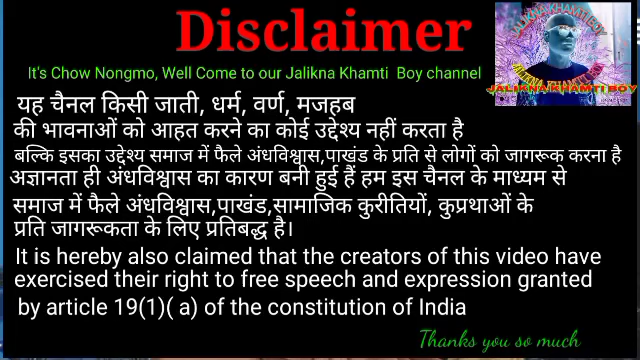 Disclaimer
JALIKNA KHAMTI BOY
It's Chow Nongmo, Well Come to our Jalikna Khamti Boy channel
JALIKNA KHAMTI BOY
यह चैनल किसी जाती, धर्म, वर्ण, मजहब
की भावनाओं को आहत करने का कोई उद्देश्य नहीं करता है
बल्कि इसका उद्देश्य समाज में फैले अंधविश्वास,पाखंड के प्रति से लोगों को जागरूक करना है
अज्ञानता ही अंधविश्वास का कारण बनी हुई हैं हम इस चैनल के माध्यम से
समाज में फैले अंधविश्वास,पाखंड,सामाजिक कुरीतियों, कुप्रथाओं के
प्रति जागरूकता के लिए प्रतिबद्ध है।
It is hereby also claimed that the creators of this video have
exercised their right to free speech and expression granted
by article 19(1)( a) of the constitution of India
Thanks you so much